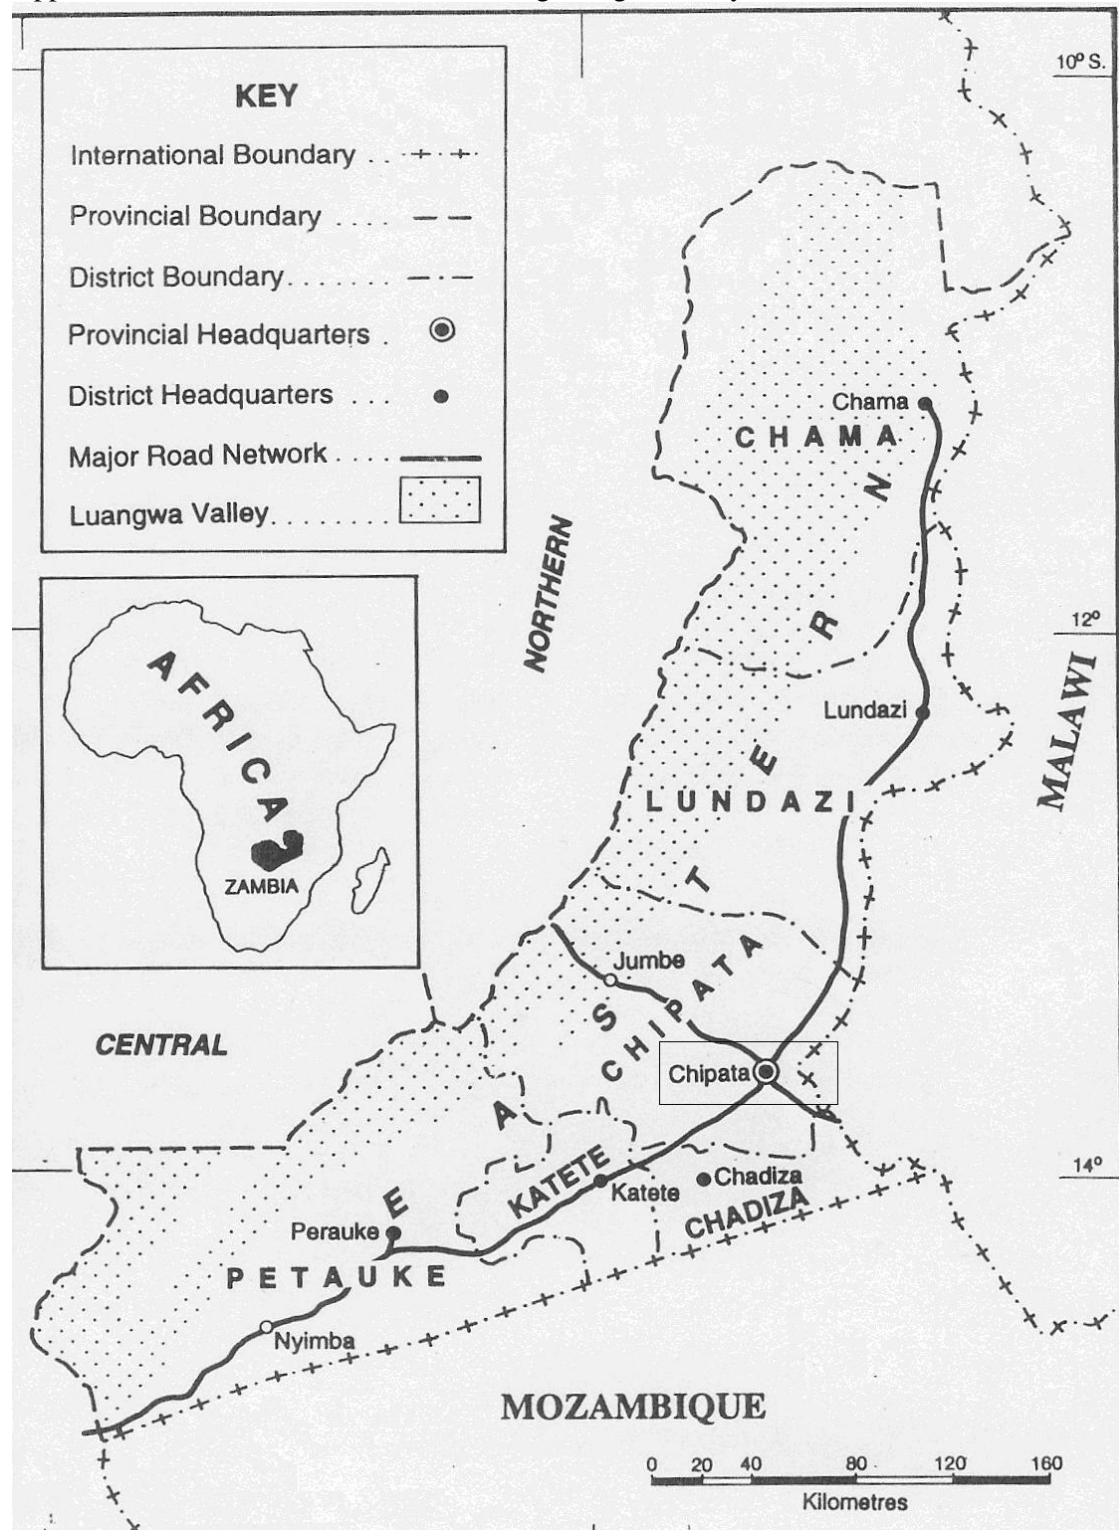 10° S.
KEY
International Boundary . .
Provincial Boundary . . . .
District Boundary. . . . . . .
Provincial Headquarters .
District Headquarters . . .
Major Road Network . . . .
Luangwa Valley. . . . . . . .
Chama
CHAMA
NORTHERN
12°
AFRICA
ZAMBIA
MALAWI
Lundazi
LUNDAZI
EASTERN
Jumbe
CHIPATA
CENTRAL
Chipata
14°
KATETE
Katete
Chadiza
CHADIZA
Perauke
PETAUKE
Nyimba
MOZAMBIQUE
0 20 40 80 120 160
Kilometres